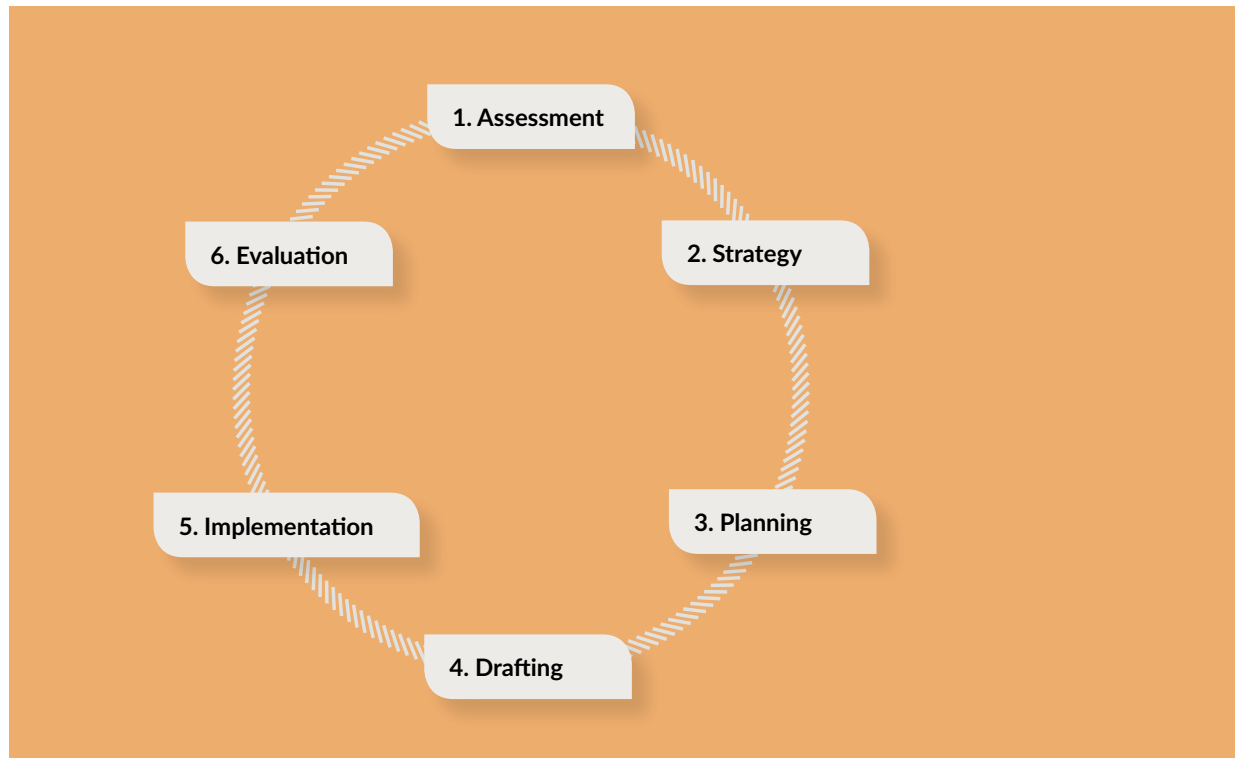 1. Assessment
2. Strategy
3. Planning
4. Drafting
5. Implementation
6. Evaluation